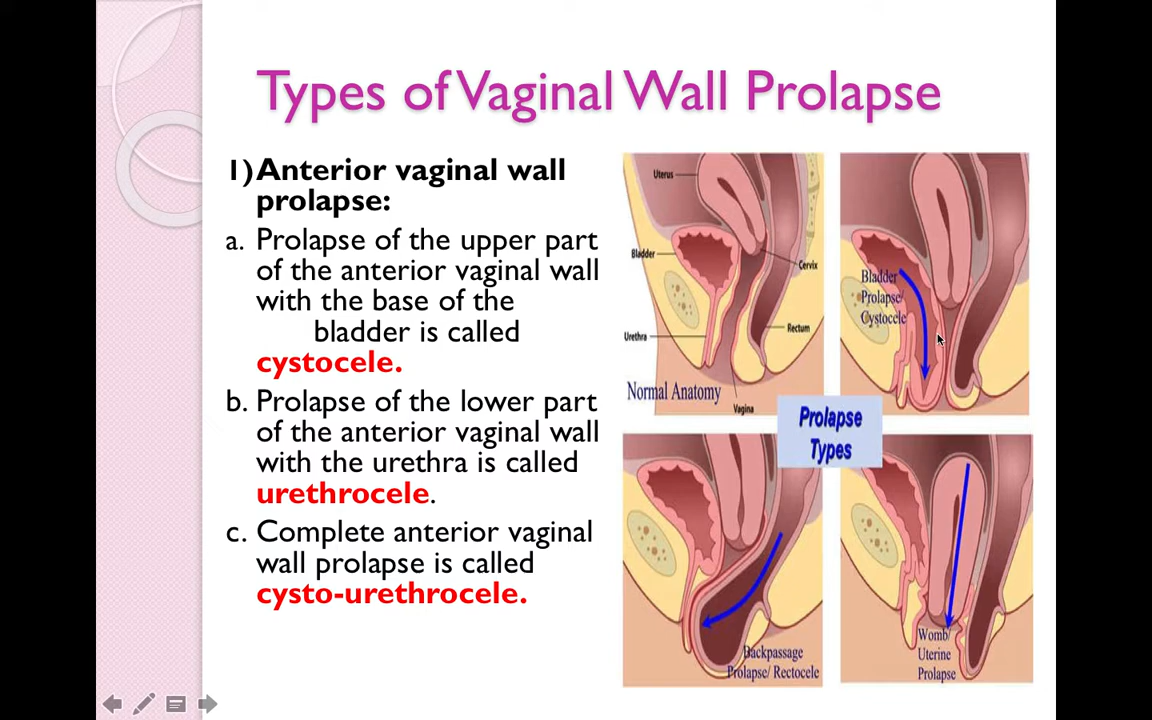 Types of Vaginal Wall Prolapse
1) Anterior vaginal wall
prolapse:
a. Prolapse of the upper part
of the anterior vaginal wall
with the base of the
bladder is called
cystocele.
b. Prolapse of the lower part
of the anterior vaginal wall
with the urethra is called
urethrocele.
c. Complete anterior vaginal
wall prolapse is called
cysto-urethrocele.
Uterus
Bladder
Cervix
Urethra
Rectum
Normal Anatomy
Vagina
Bladder
Prolapse/
Cystocele
Prolapse
Types
Backpassage
Prolapse/ Rectocele
Womb/
Uterine
Prolapse